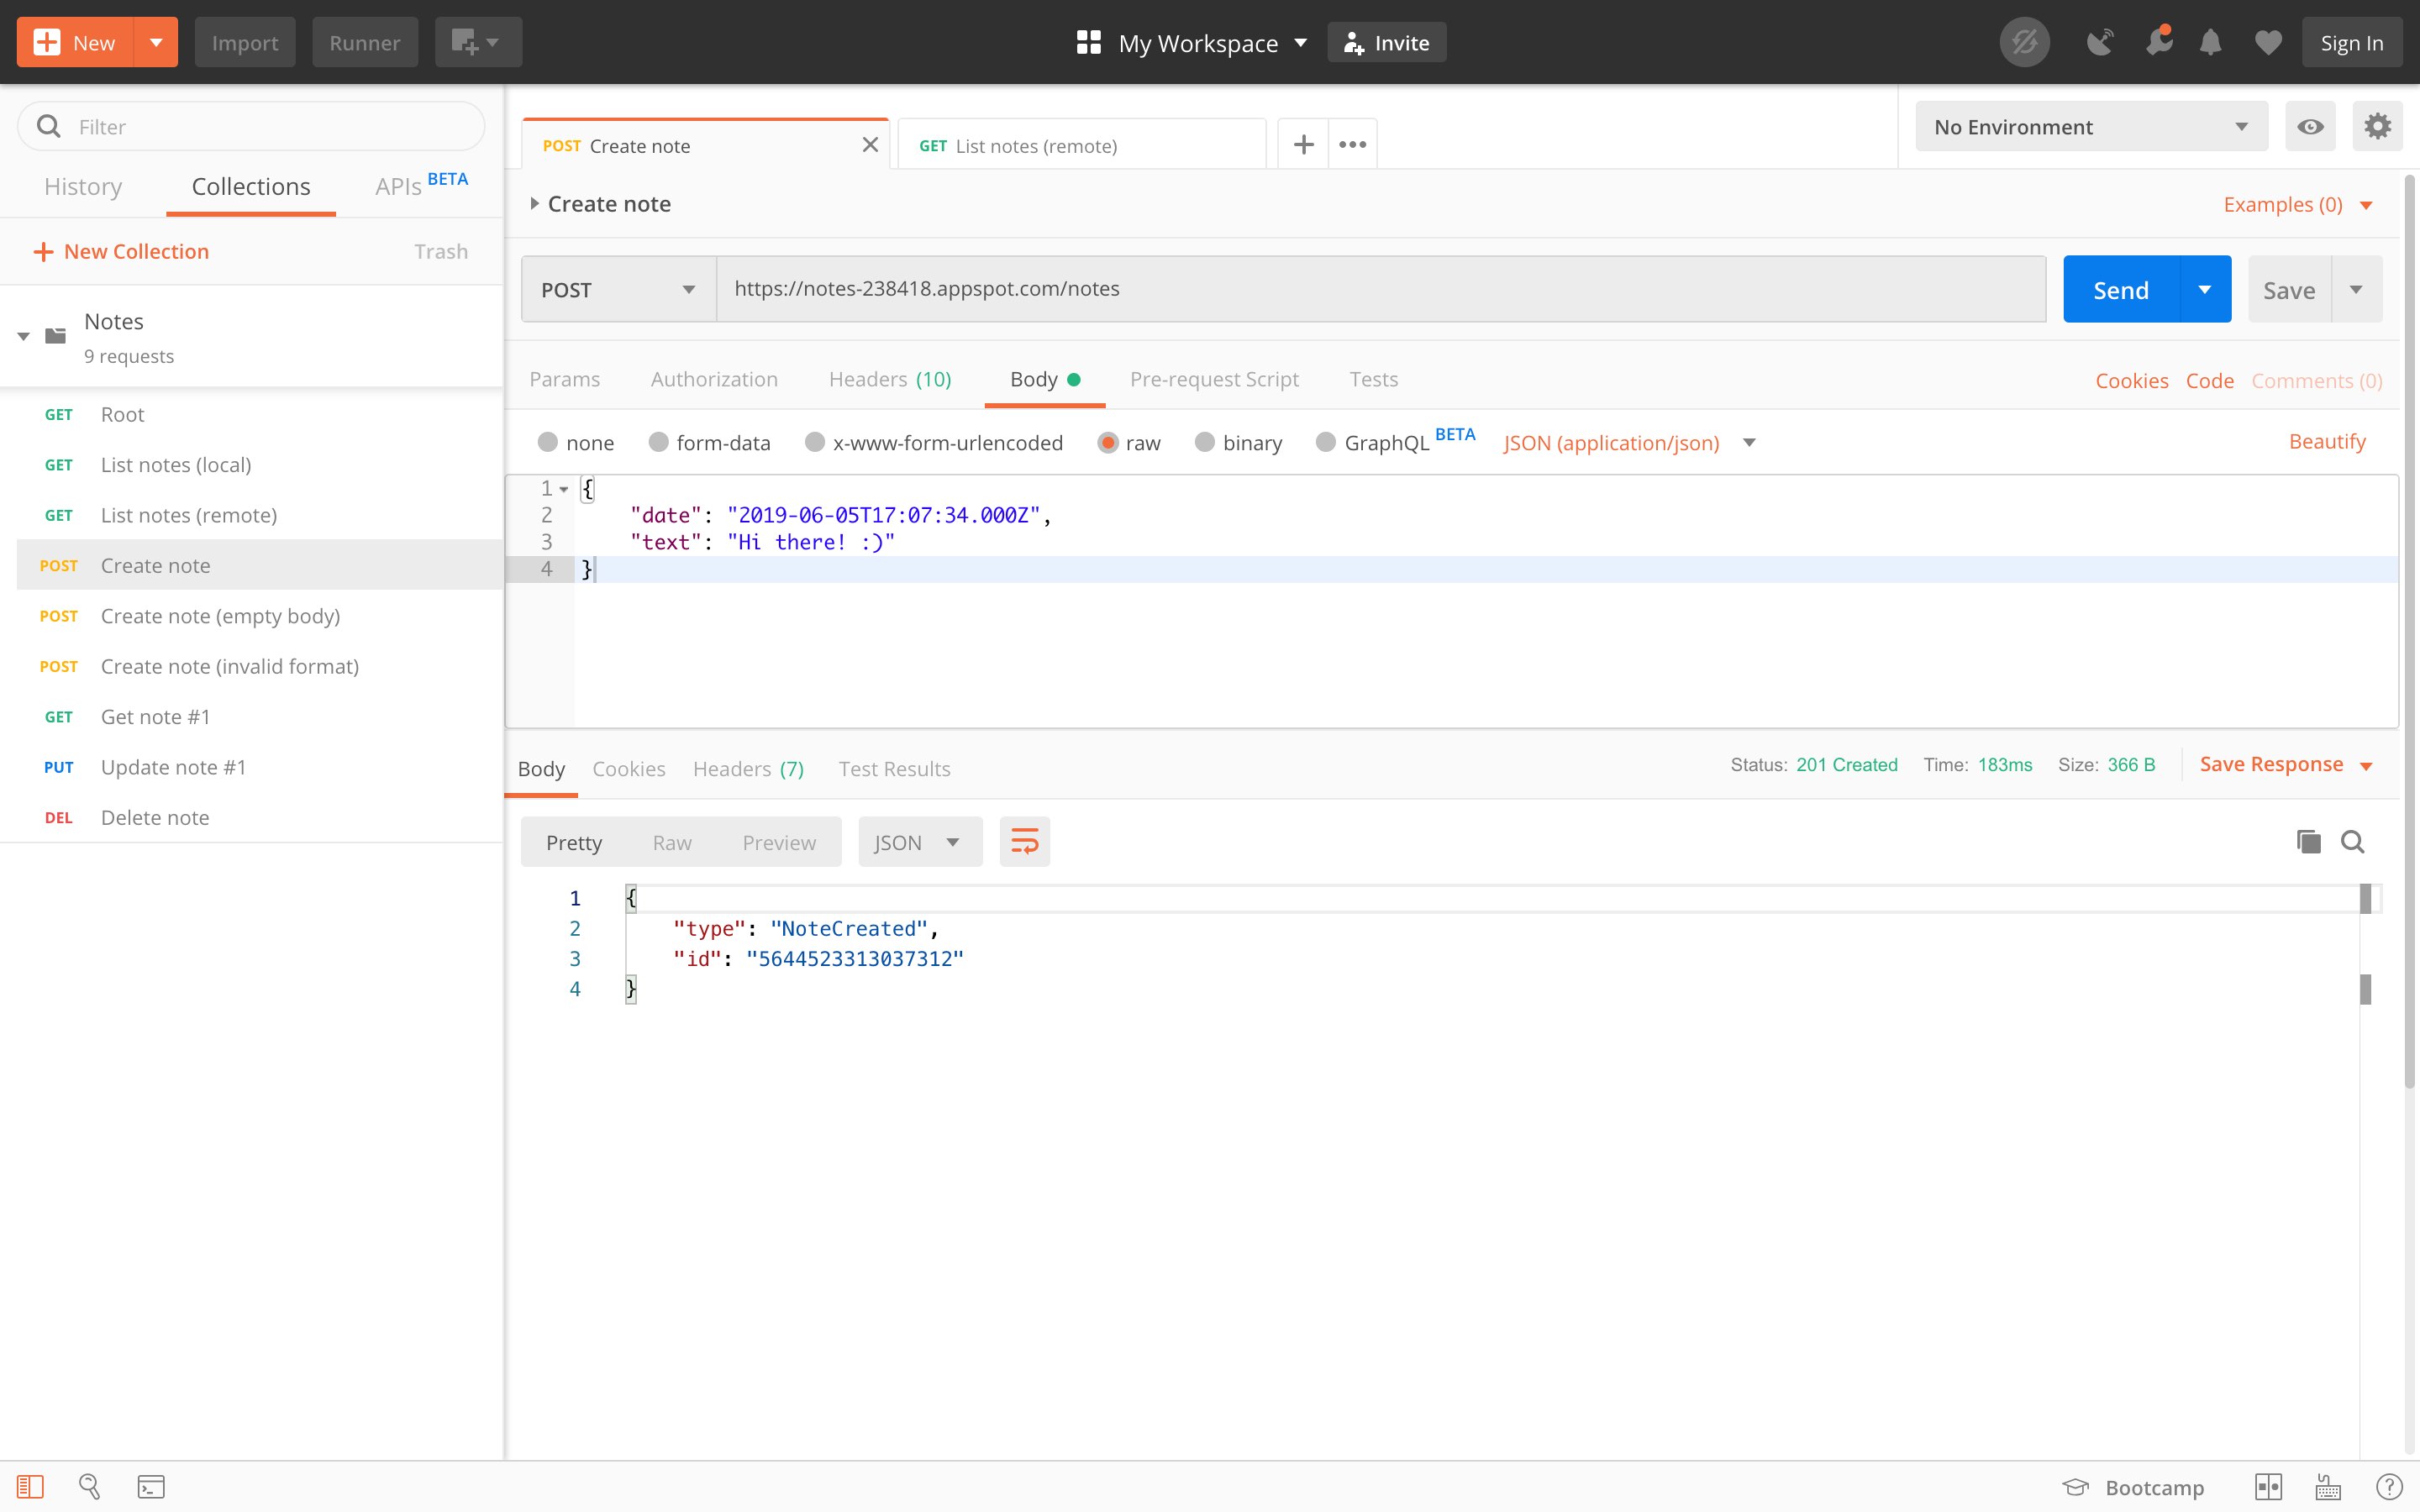 New
Import
Runner
My Workspace
Invite
Sign In
Filter
History
Collections
APIs BETA
New Collection
Trash
Notes
9 requests
GET Root
GET List notes (local)
GET List notes (remote)
POST Create note
POST Create note (empty body)
POST Create note (invalid format)
GET Get note #1
PUT Update note #1
DEL Delete note
POST Create note
GET List notes (remote)
No Environment
Create note
Examples (0)
POST
https://notes-238418.appspot.com/notes
Send
Save
Params
Authorization
Headers (10)
Body
Pre-request Script
Tests
Cookies
Code
Comments (0)
none
form-data
x-www-form-urlencoded
raw
binary
GraphQL BETA
JSON (application/json)
Beautify
1 {
2 "date": "2019-06-05T17:07:34.000Z",
3 "text": "Hi there! :)"
4 }
Body
Cookies
Headers (7)
Test Results
Status: 201 Created
Time: 183ms
Size: 366 B
Save Response
Pretty
Raw
Preview
JSON
1 {
2 "type": "NoteCreated",
3 "id": "5644523313037312"
4 }
Bootcamp